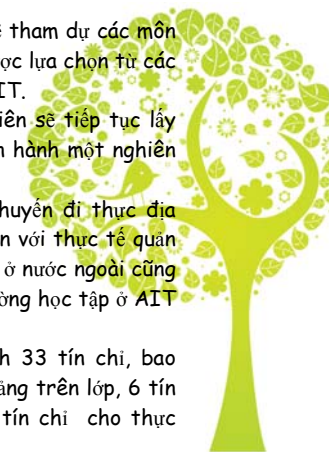 tham dự các môn
ợc lựa chọn từ các
IT.
iên sẽ tiếp tục lấy
n hành một nghiên
huyến đi thực địa
n với thực tế quản
ở nước ngoài cũng
ờng học tập ở AIT
h 33 tín chỉ, bao
ảng trên lớp, 6 tín
tín chỉ cho thực